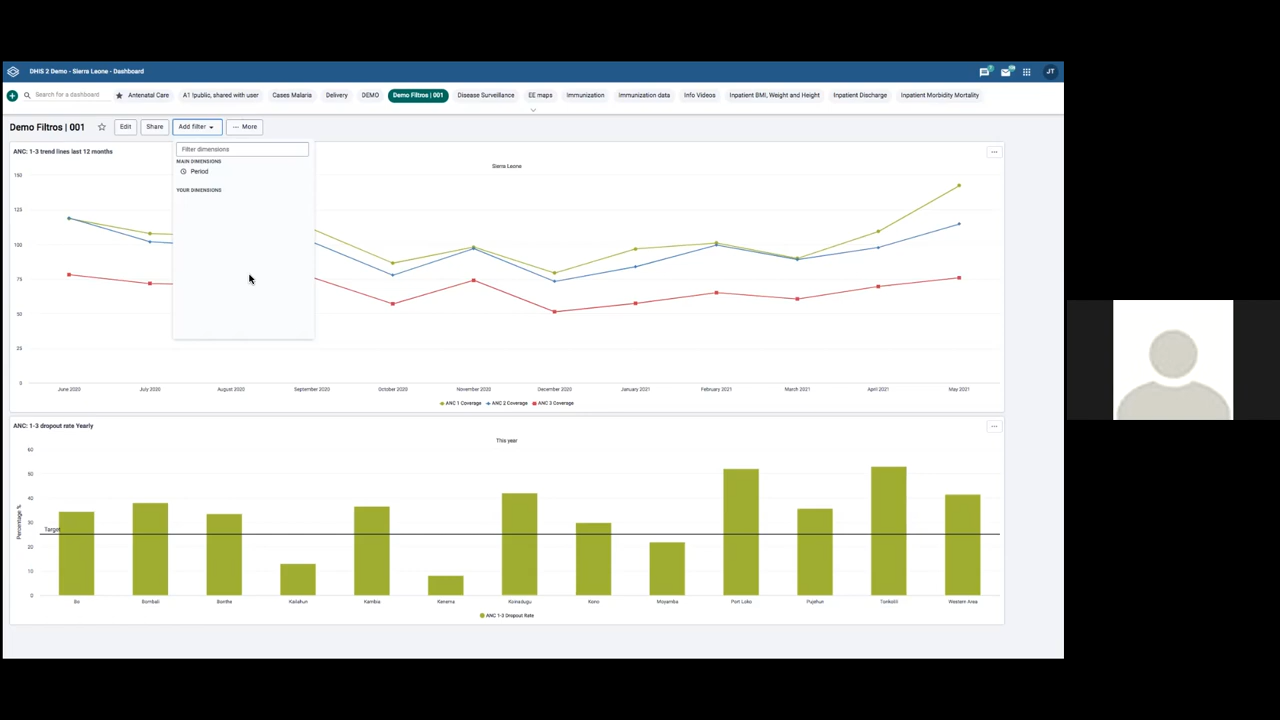 DHIS 2 Demo - Sierra Leone - Dashboard
JT
Search for a dashboard
Antenatal Care
A1 !public, shared with user
Cases Malaria
Delivery
DEMO
Demo Filtros | 001
Disease Surveillance
EE maps
Immunization
Immunization data
Info Videos
Inpatient BMI, Weight and Height
Inpatient Discharge
Inpatient Morbidity Mortality
Demo Filtros | 001
Edit
Share
Add filter
More
Filter dimensions
MAIN DIMENSIONS
Period
YOUR DIMENSIONS
ANC: 1-3 trend lines last 12 months
Sierra Leone
150
125
100
75
50
25
0
June 2020
July 2020
August 2020
September 2020
October 2020
November 2020
December 2020
January 2021
February 2021
March 2021
April 2021
May 2021
ANC 1 Coverage
ANC 2 Coverage
ANC 3 Coverage
ANC: 1-3 dropout rate Yearly
This year
60
50
40
30
20
10
0
Percentage %
Target
Bo
Bombali
Bonthe
Kailahun
Kambia
Kenema
Koinadugu
Kono
Moyamba
Port Loko
Pujehun
Tonkolili
Western Area
ANC 1-3 Dropout Rate